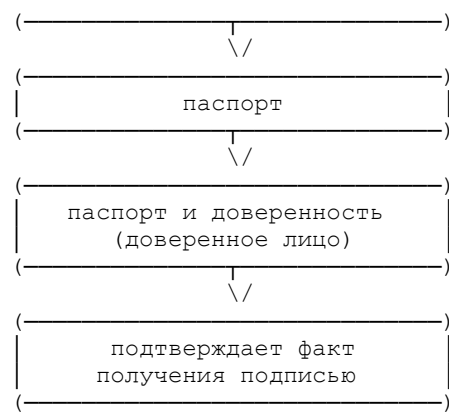 паспорт
паспорт и доверенность
(доверенное лицо)
подтверждает факт
получения подписью